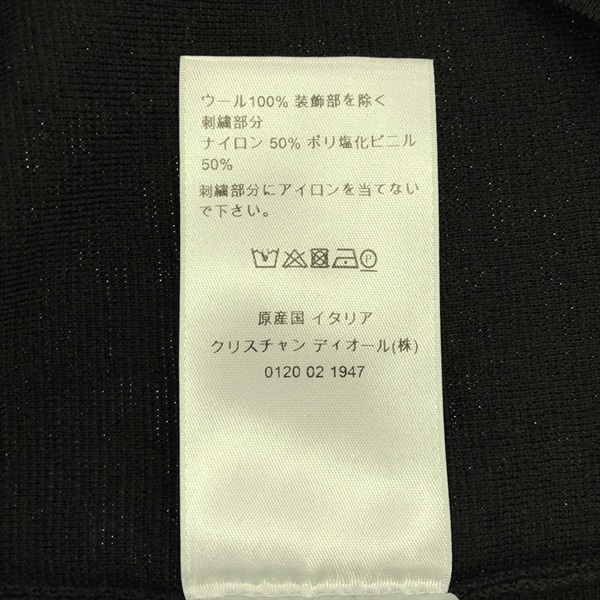 ウール100% 装飾部を除く
刺繍部分
ナイロン 50% ポリ塩化ビニル
50%
刺繍部分にアイロンを当てない
で下さい。
P
原産国 イタリア
クリスチャン ディオール(株)
0120 02 1947